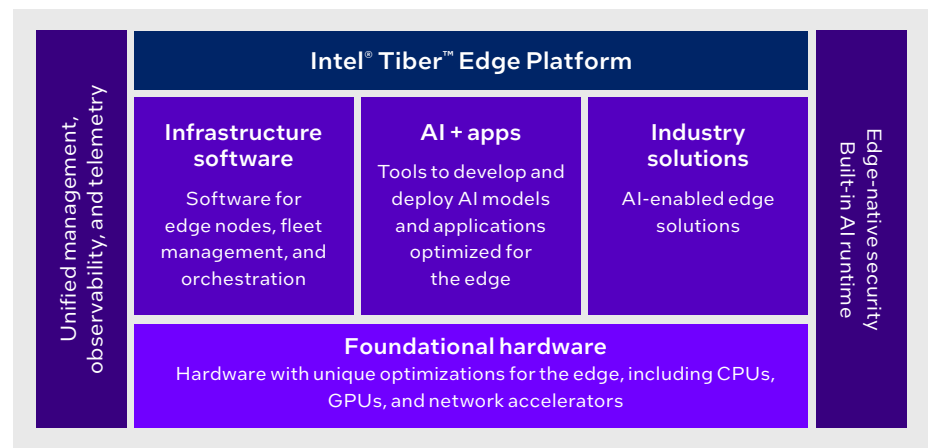 Unified management,
observability, and telemetry
Intel® Tiber™ Edge Platform
Infrastructure
software
Software for
edge nodes, fleet
management, and
orchestration
AI + apps
Tools to develop and
deploy AI models
and applications
optimized for
the edge
Industry
solutions
AI-enabled edge
solutions
Foundational hardware
Hardware with unique optimizations for the edge, including CPUs,
GPUs, and network accelerators
Edge-native security
Built-in AI runtime